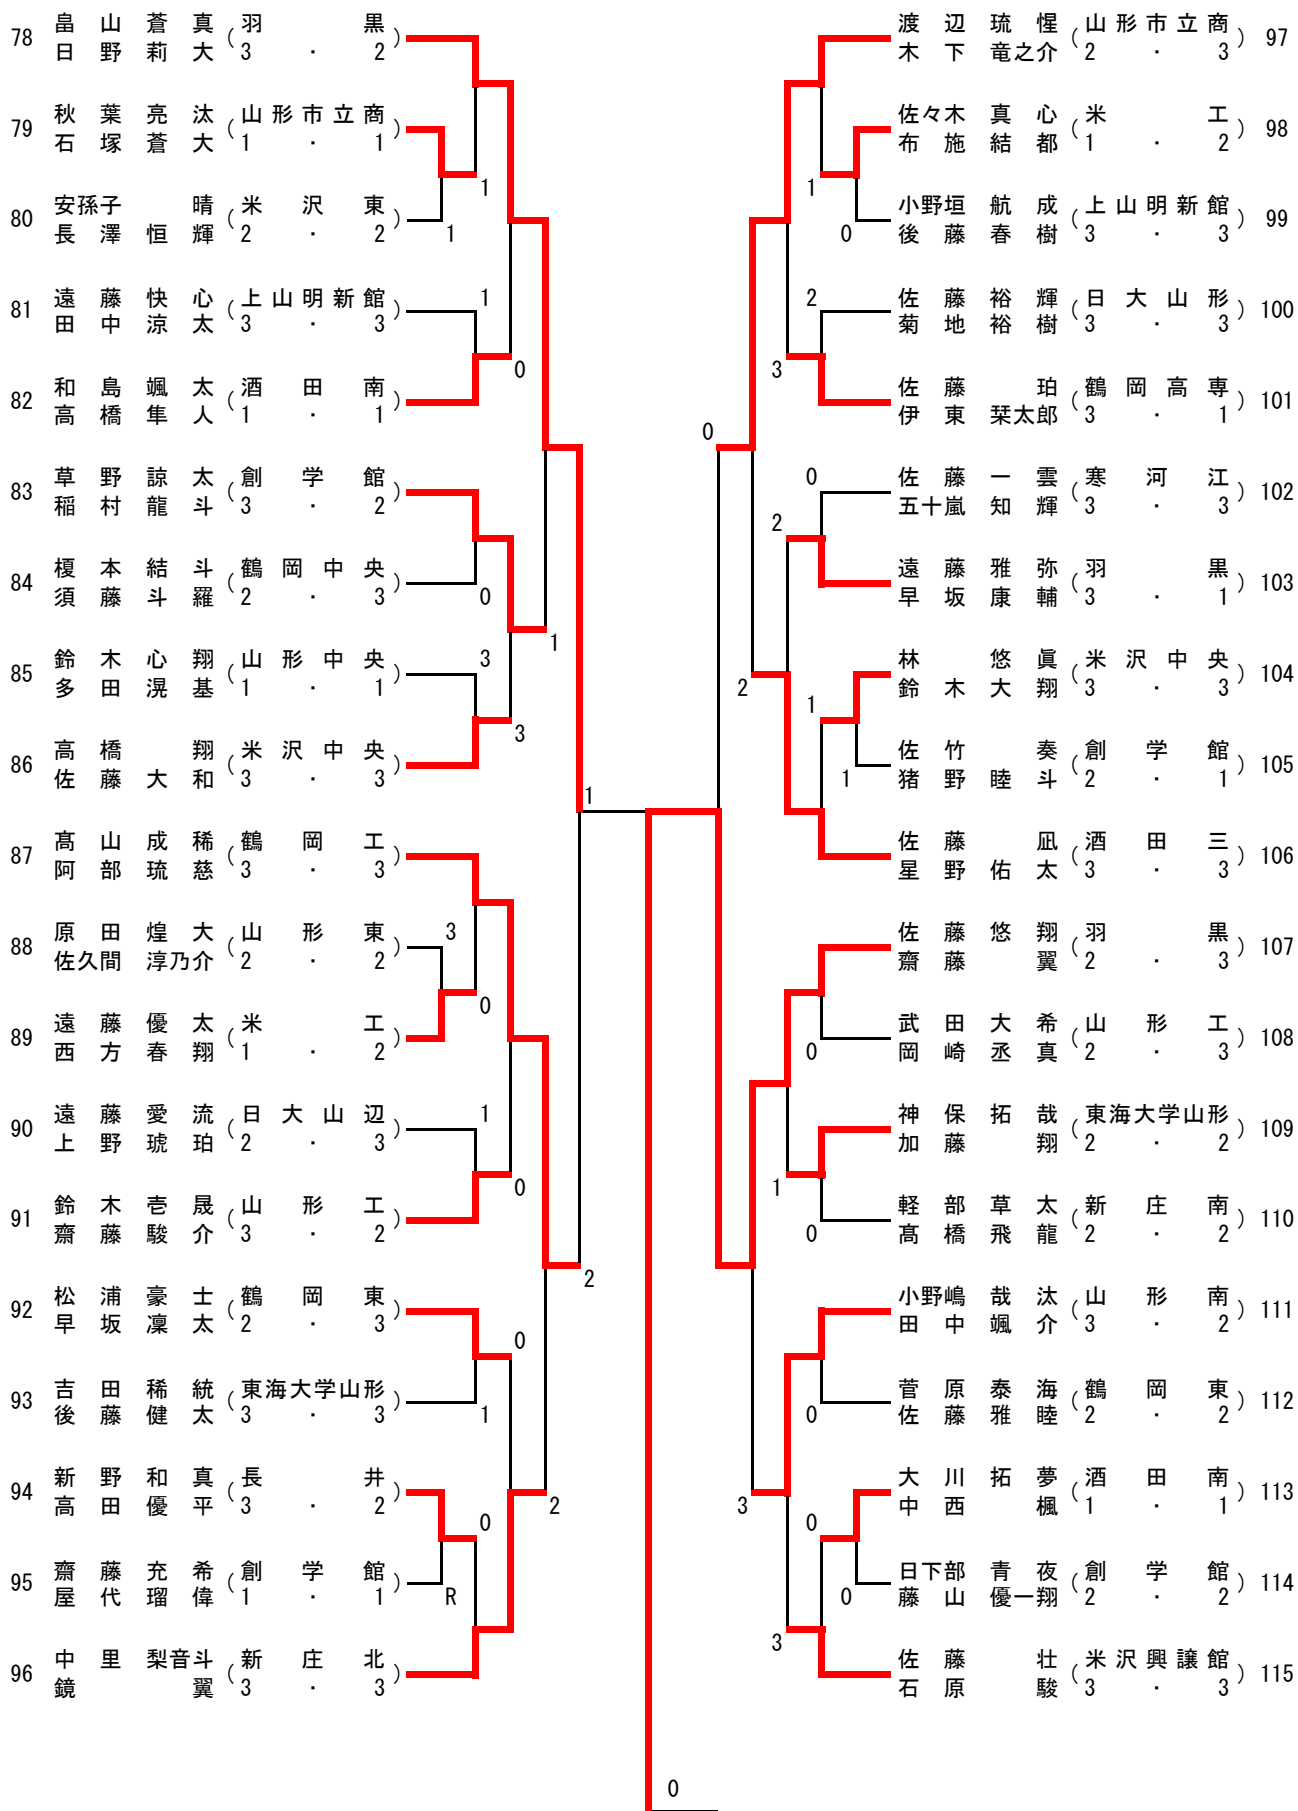 78 畠山蒼真 (羽黒)
日野莉大 3・2
79 秋葉亮汰 (山形市立商)
石塚蒼大 1・1
80 安孫子晴 (米沢東)
長澤恒輝 2・2
81 遠藤快心 (上山明新館)
田中涼太 3・3
82 和島颯太 (酒田南)
高橋隼人 1・1
83 草野諒太 (創学館)
稲村龍斗 3・2
84 榎本結斗 (鶴岡中央)
須藤斗羅 2・3
85 鈴木心翔 (山形中央)
多田滉基 1・1
86 高橋翔 (米沢中央)
佐藤大和 3・3
87 髙山成稀 (鶴岡工)
阿部琉慈 3・3
88 原田煌大 (山形東)
佐久間淳乃介 2・2
89 遠藤優太 (米工)
西方春翔 1・2
90 遠藤愛流 (日大山辺)
上野琥珀 2・3
91 鈴木壱晟 (山形工)
齋藤駿介 3・2
92 松浦豪士 (鶴岡東)
早坂凜太 2・3
93 吉田稀統 (東海大学山形)
後藤健太 3・3
94 新野和真 (長井)
高田優平 3・2
95 齋藤充希 (創学館)
屋代瑠偉 1・1
96 中里梨音斗 (新庄北)
鏡翼 3・3
1
1
1
0
0
1
3
3
1
3
0
1
0
0
1
2
0
2
R
2
渡辺琉惺 (山形市立商) 97
木下竜之介 2・3
佐々木真心 (米工) 98
布施結都 1・2
小野垣航成 (上山明新館) 99
後藤春樹 3・3
佐藤裕輝 (日大山形) 100
菊地裕樹 3・3
佐藤珀 (鶴岡高専) 101
伊東栞太郎 3・1
佐藤一雲 (寒河江) 102
五十嵐知輝 3・3
遠藤雅弥 (羽黒) 103
早坂康輔 3・1
林悠眞 (米沢中央) 104
鈴木大翔 3・3
佐竹奏 (創学館) 105
猪野睦斗 2・1
佐藤凪 (酒田三) 106
星野佑太 3・3
佐藤悠翔 (羽黒) 107
齋藤翼 2・3
武田大希 (山形工) 108
岡崎丞真 2・3
神保拓哉 (東海大学山形) 109
加藤翔 2・2
軽部草太 (新庄南) 110
髙橋飛龍 2・2
小野嶋哉汰 (山形南) 111
田中颯介 3・2
菅原泰海 (鶴岡東) 112
佐藤雅睦 2・2
大川拓夢 (酒田南) 113
中西楓 1・1
日下部青夜 (創学館) 114
藤山優一翔 2・2
佐藤壮 (米沢興譲館) 115
石原駿 3・3
1
0
2
3
0
0
2
2
1
1
0
1
0
0
3
0
0
3
0